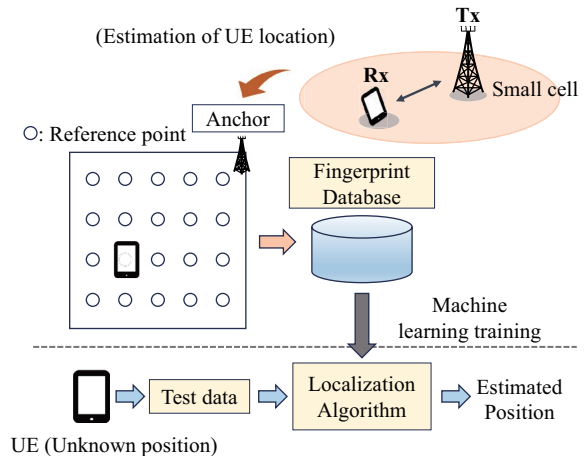 Tx
(Estimation of UE location)
Rx
Small cell
Anchor
: Reference point
Fingerprint
Database
Machine
learning training
Test data
Localization
Algorithm
Estimated
Position
UE (Unknown position)